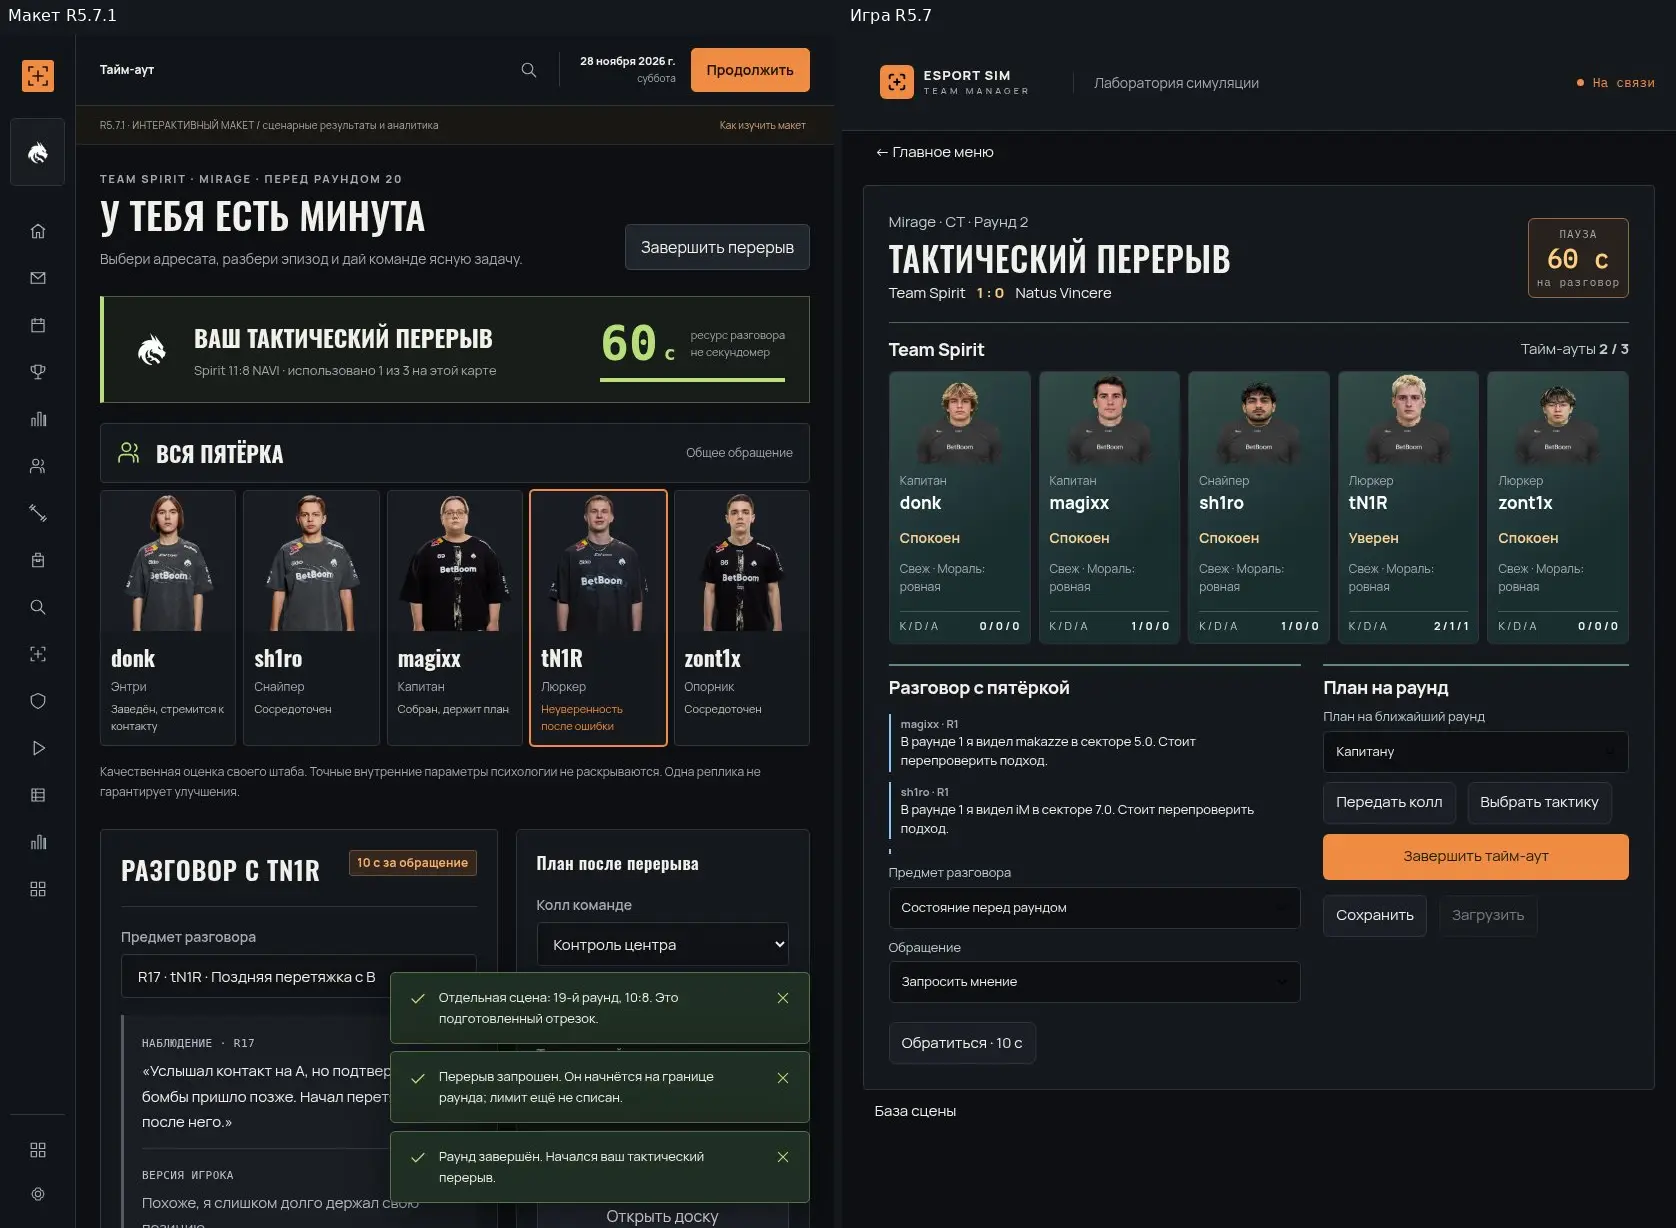 Макет R5.7.1
Тайм-аут
28 ноября 2026 г.
суббота
Продолжить
R5.7.1 · ИНТЕРАКТИВНЫЙ МАКЕТ / сценарные результаты и аналитика
Как изучить макет
TEAM SPIRIT · MIRAGE · ПЕРЕД РАУНДОМ 20
У ТЕБЯ ЕСТЬ МИНУТА
Выбери адресата, разбери эпизод и дай команде ясную задачу.
Завершить перерыв
ВАШ ТАКТИЧЕСКИЙ ПЕРЕРЫВ
Spirit 11:8 NAVI · использовано 1 из 3 на этой карте
60 с
ресурс разговора
не секундомер
ВСЯ ПЯТЁРКА
Общее обращение
BetBoom
BetBoom
BetBoom
BetBoom
BetBoom
donk
Энтри
Заведён, стремится к
контакту
sh1ro
Снайпер
Сосредоточен
magixx
Капитан
Собран, держит план
tN1R
Люркер
Неуверенность
после ошибки
zont1x
Опорник
Сосредоточен
Качественная оценка своего штаба. Точные внутренние параметры психологии не раскрываются. Одна реплика не
гарантирует улучшения.
РАЗГОВОР С TN1R
10 с за обращение
Предмет разговора
R17 · tN1R · Поздняя перетяжка с B
НАБЛЮДЕНИЕ · R17
«Услышал контакт на A, но подтвер
бомбы пришло позже. Начал перет
после него.»
ВЕРСИЯ ИГРОКА
Похоже, я слишком долго держал свою
позицию
План после перерыва
Колл команде
Контроль центра
Отдельная сцена: 19-й раунд, 10:8. Это
подготовленный отрезок.
Перерыв запрошен. Он начнётся на границе
раунда; лимит ещё не списан.
Раунд завершён. Начался ваш тактический
перерыв.
Открыть доску
Игра R5.7
ESPORT SIM
TEAM MANAGER
Лаборатория симуляции
На связи
← Главное меню
Mirage · CT · Раунд 2
ТАКТИЧЕСКИЙ ПЕРЕРЫВ
Team Spirit 1 : 0 Natus Vincere
ПАУЗА
60 с
на разговор
Team Spirit
Тайм-ауты 2 / 3
BetBoom
BetBoom
BetBoom
BetBoom
BetBoom
Капитан
donk
Спокоен
Свеж · Мораль:
ровная
K/D/A 0/0/0
Капитан
magixx
Спокоен
Свеж · Мораль:
ровная
K/D/A 1/0/0
Снайпер
sh1ro
Спокоен
Свеж · Мораль:
ровная
K/D/A 1/0/0
Люркер
tN1R
Уверен
Свеж · Мораль:
ровная
K/D/A 2/1/1
Люркер
zont1x
Спокоен
Свеж · Мораль:
ровная
K/D/A 0/0/0
Разговор с пятёркой
magixx · R1
В раунде 1 я видел makazze в секторе 5.0. Стоит
перепроверить подход.
sh1ro · R1
В раунде 1 я видел iM в секторе 7.0. Стоит перепроверить
подход.
Предмет разговора
Состояние перед раундом
Обращение
Запросить мнение
Обратиться · 10 с
План на раунд
План на ближайший раунд
Капитану
Передать колл
Выбрать тактику
Завершить тайм-аут
Сохранить
Загрузить
База сцены